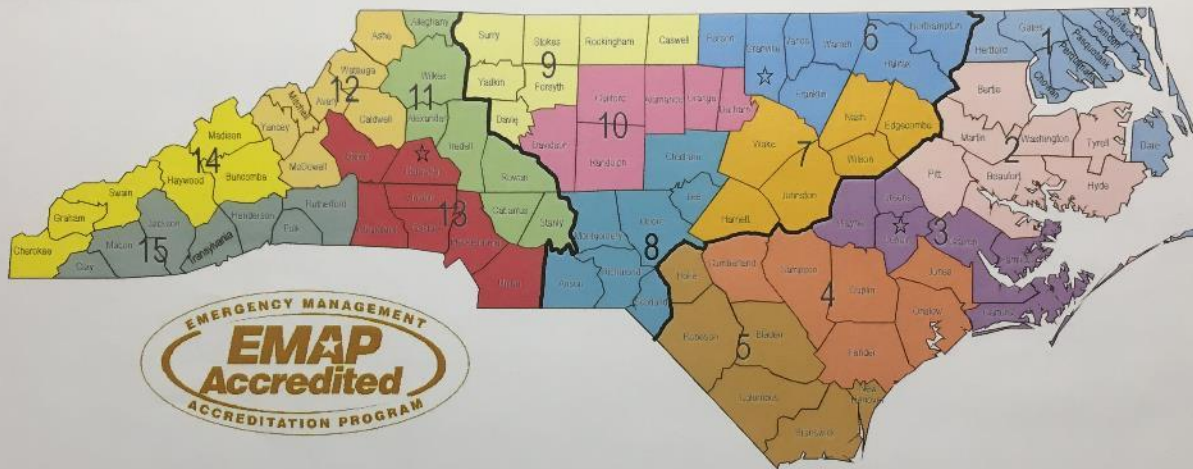 Alleghany
Surry
Stokes
Rockingham
Caswell
Person
Granville
Vance
Warren
Northampton
6
Hertford
Gates
1
Camden
Currituck
Pasquotank
Perquimans
Chowan
Ashe
Watauga
Wilkes
9
Halifax
Yadkin
Forsyth
Franklin
Bertie
Mitchell
Avery
12
11
Guilford
Alamance
Orange
Durham
Nash
Edgecombe
Caldwell
Alexander
Davie
10
Martin
Washington
Tyrrell
Dare
Madison
Yancey
Iredell
Davidson
Randolph
Chatham
Wake
7
Wilson
2
14
McDowell
Burke
Catawba
Rowan
Pitt
Beaufort
Hyde
Haywood
Buncombe
Johnston
Greene
Swain
Rutherford
Lincoln
13
Cabarrus
Stanly
Lee
Harnett
Wayne
Lenoir
3
Craven
Graham
Jackson
Henderson
Polk
Cleveland
Gaston
Mecklenburg
Montgomery
Moore
8
Pamlico
Cherokee
Macon
15
Transylvania
Clay
Union
Anson
Richmond
Scotland
Hoke
Cumberland
Sampson
4
Duplin
Jones
Onslow
Carteret
Robeson
5
Bladen
Pender
Columbus
New
Hanover
Brunswick
EMERGENCY MANAGEMENT
EMAP
Accredited
ACCREDITATION PROGRAM